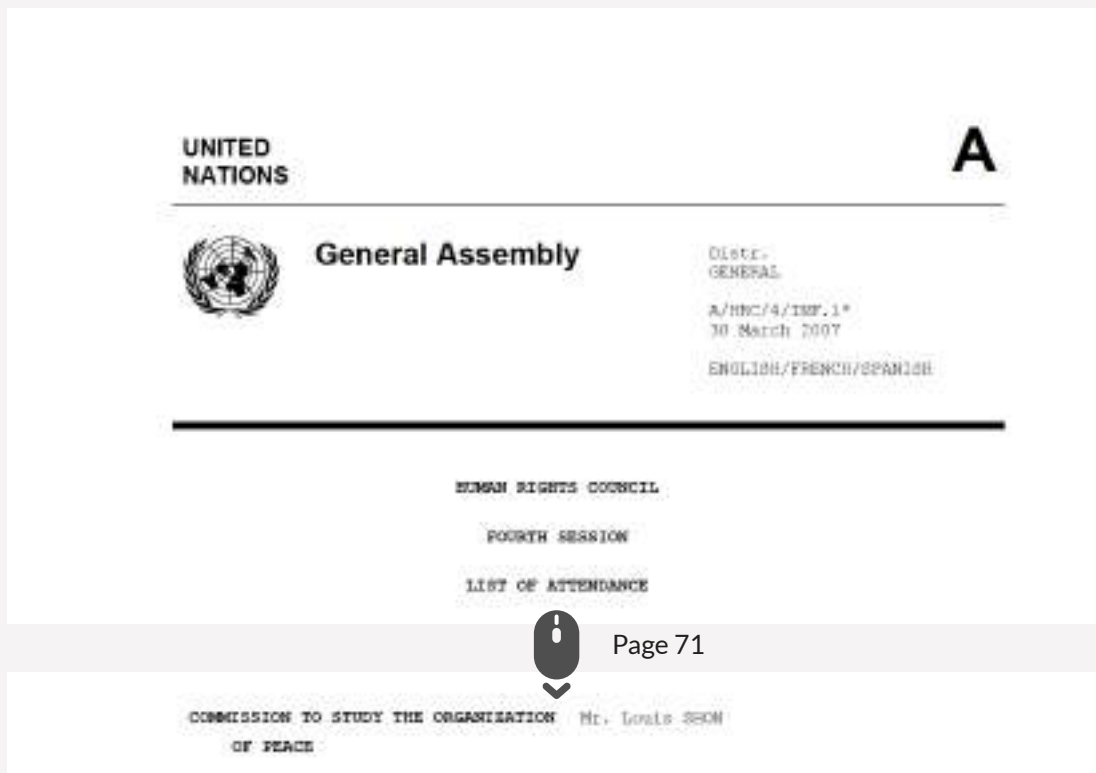 UNITED
NATIONS
A
General Assembly
Distr.
GENERAL
A/HRC/4/INF.1*
30 March 2007
ENGLISH/FRENCH/SPANISH
HUMAN RIGHTS COUNCIL
FOURTH SESSION
LIST OF ATTENDANCE
Page 71
COMMISSION TO STUDY THE ORGANIZATION Mr. Louis SHON
OF PEACE